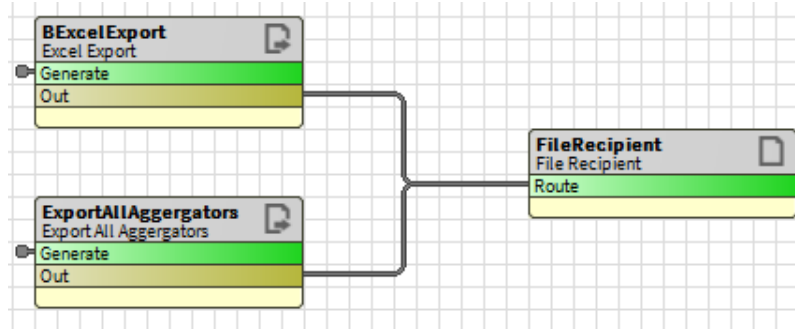 BExcelExport
Excel Export
Generate
Out
FileRecipient
File Recipient
Route
ExportAllAggergators
Export All Aggergators
Generate
Out